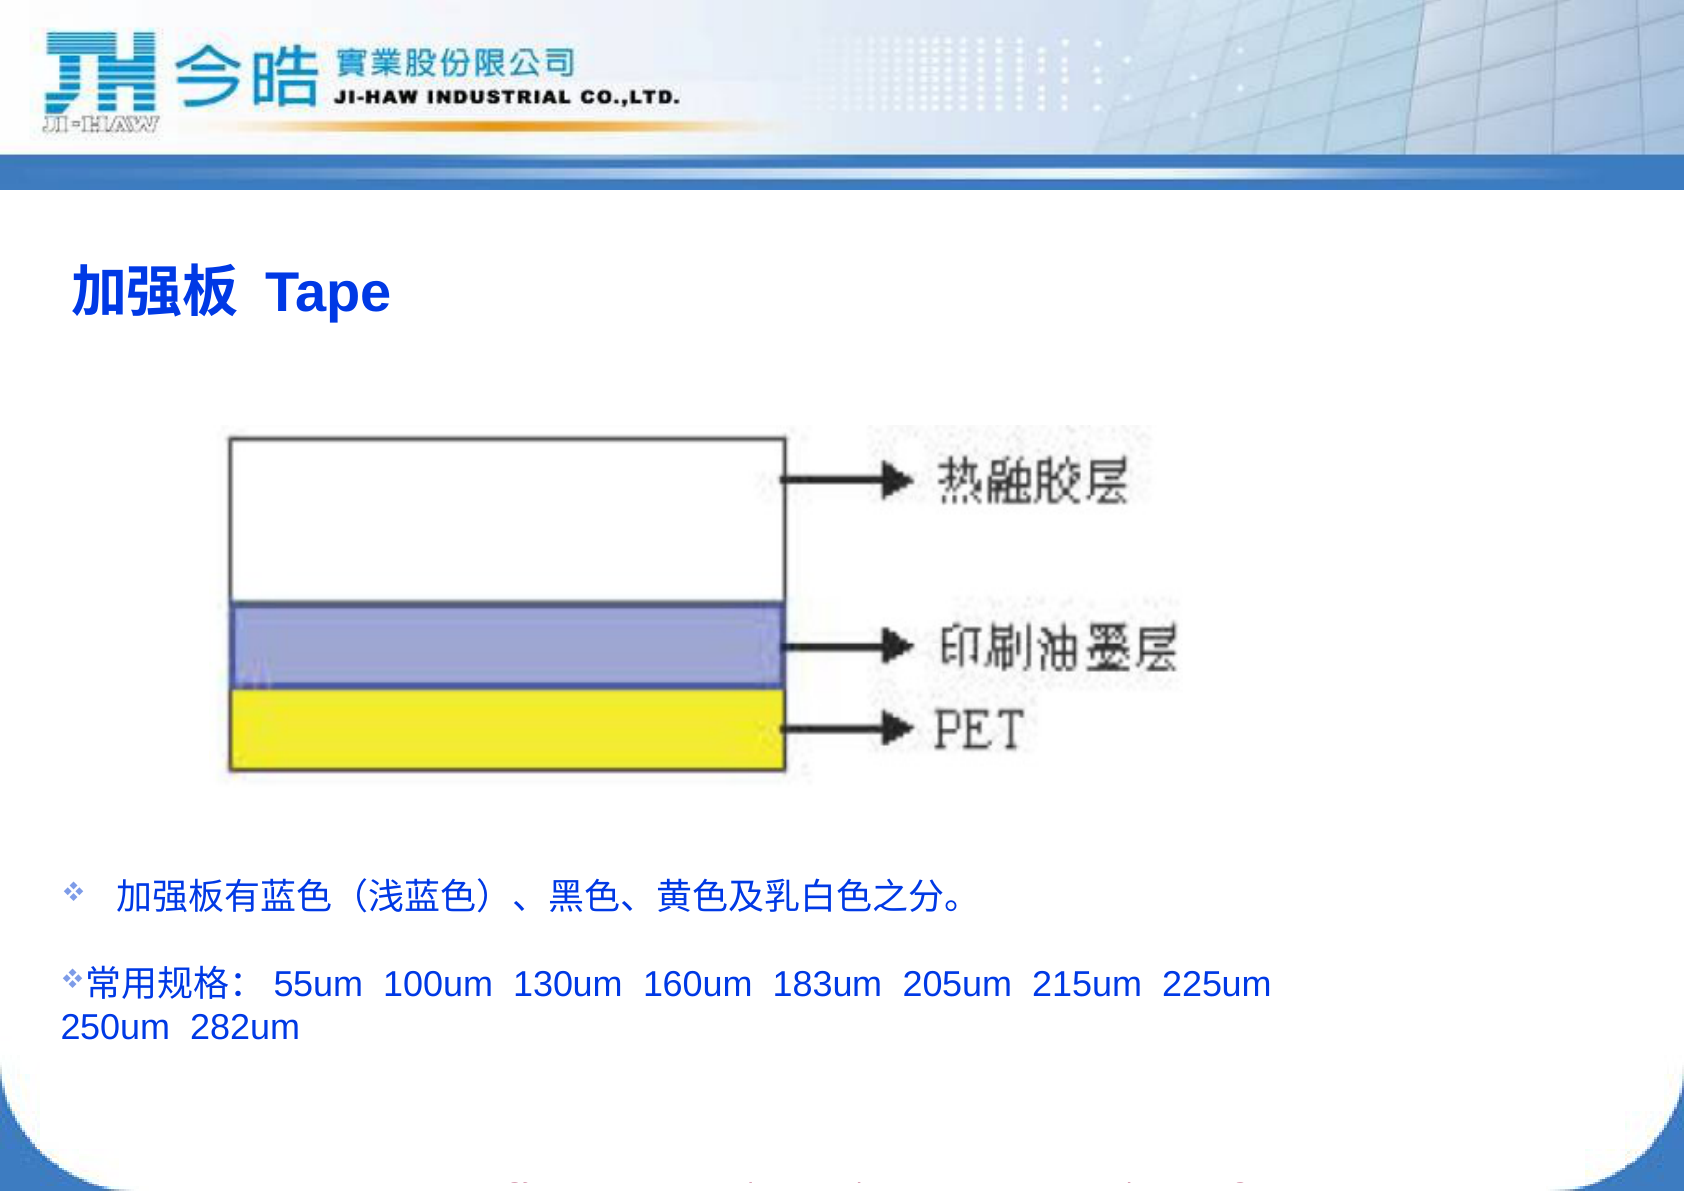 JH 今皓 實業股份限公司
JI-HAW INDUSTRIAL CO.,LTD.
JI-HAW
加强板 Tape
热融胶层
印刷油墨层
PET
加强板有蓝色（浅蓝色）、黑色、黄色及乳白色之分。
常用规格： 55um 100um 130um 160um 183um 205um 215um 225um
250um 282um